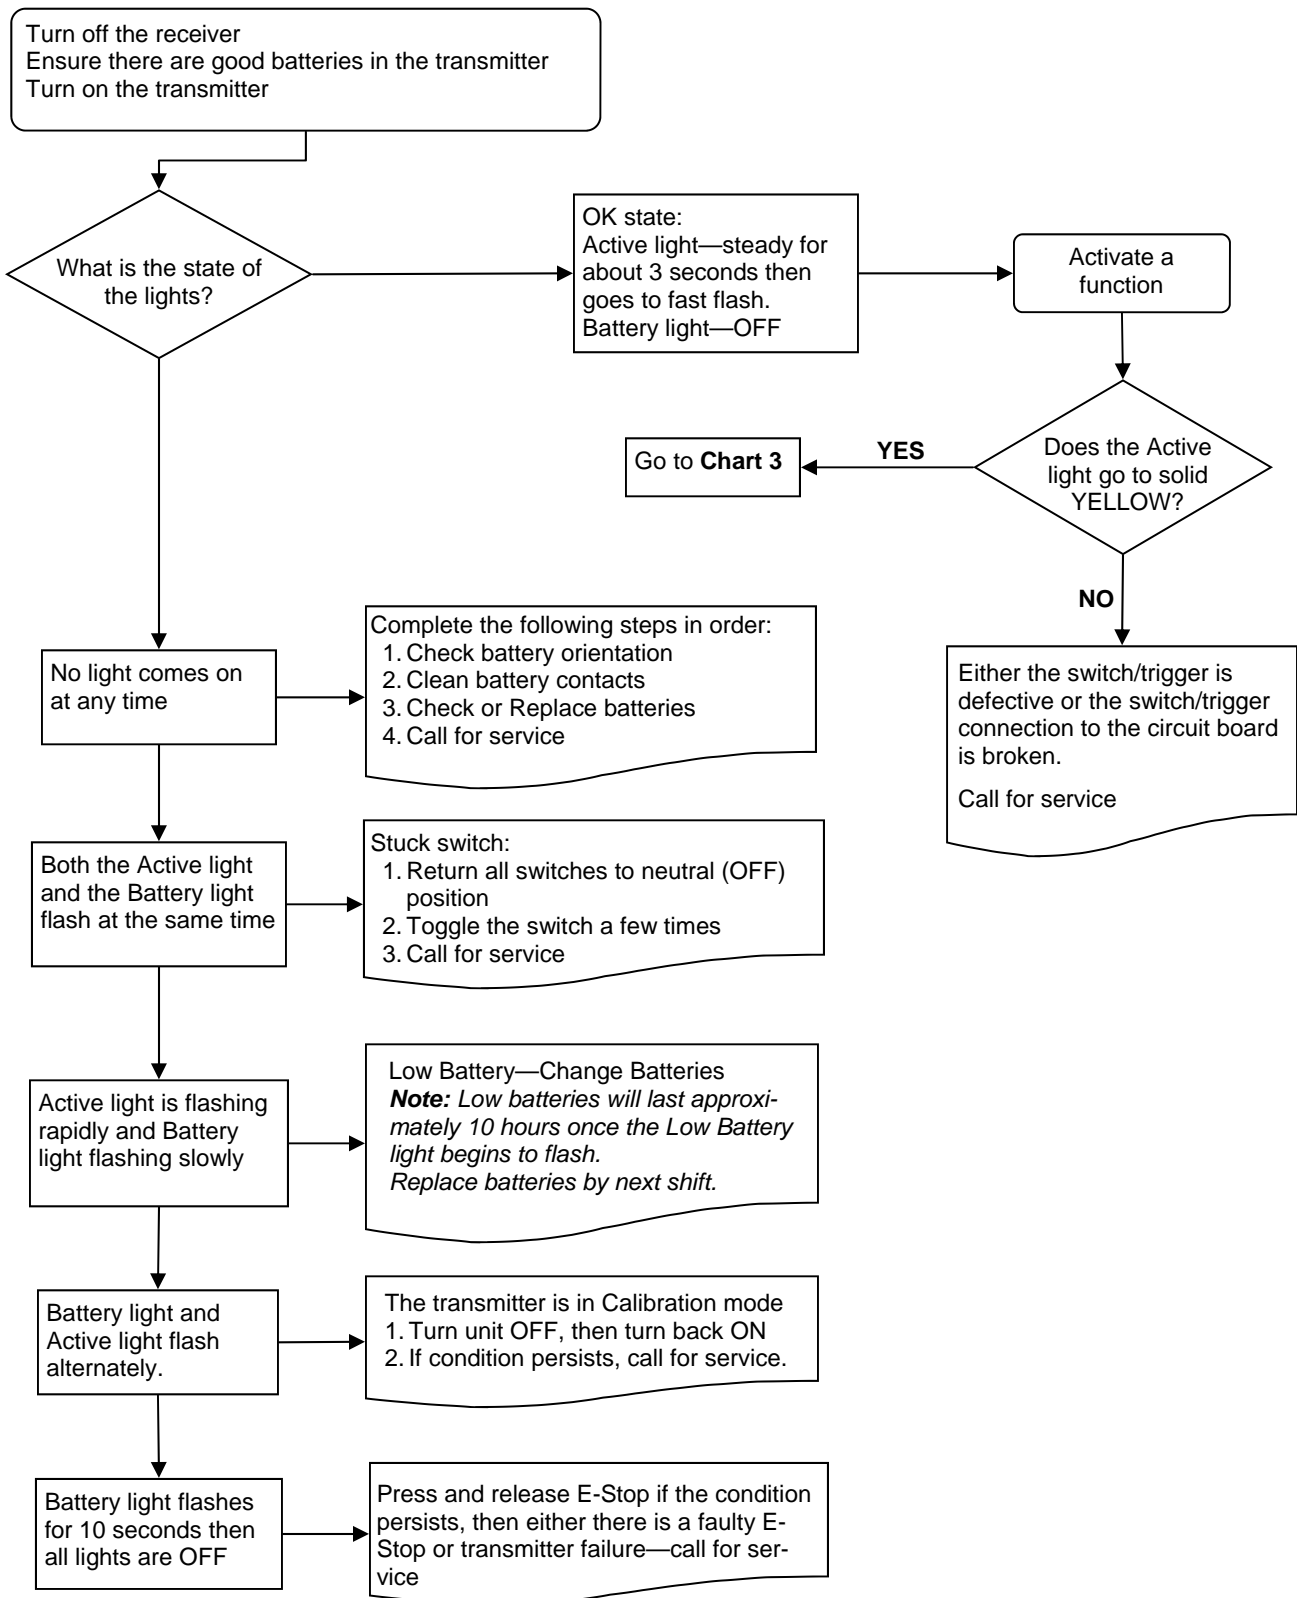 Turn off the receiver
Ensure there are good batteries in the transmitter
Turn on the transmitter
What is the state of
the lights?
OK state:
Active light—steady for
about 3 seconds then
goes to fast flash.
Battery light—OFF
Activate a
function
Does the Active
light go to solid
YELLOW?
YES
Go to Chart 3
NO
Either the switch/trigger is
defective or the switch/trigger
connection to the circuit board
is broken.
Call for service
No light comes on
at any time
Complete the following steps in order:
1. Check battery orientation
2. Clean battery contacts
3. Check or Replace batteries
4. Call for service
Both the Active light
and the Battery light
flash at the same time
Stuck switch:
1. Return all switches to neutral (OFF)
position
2. Toggle the switch a few times
3. Call for service
Active light is flashing
rapidly and Battery
light flashing slowly
Low Battery—Change Batteries
Note: Low batteries will last approxi-
mately 10 hours once the Low Battery
light begins to flash.
Replace batteries by next shift.
Battery light and
Active light flash
alternately.
The transmitter is in Calibration mode
1. Turn unit OFF, then turn back ON
2. If condition persists, call for service.
Battery light flashes
for 10 seconds then
all lights are OFF
Press and release E-Stop if the condition
persists, then either there is a faulty E-
Stop or transmitter failure—call for ser-
vice